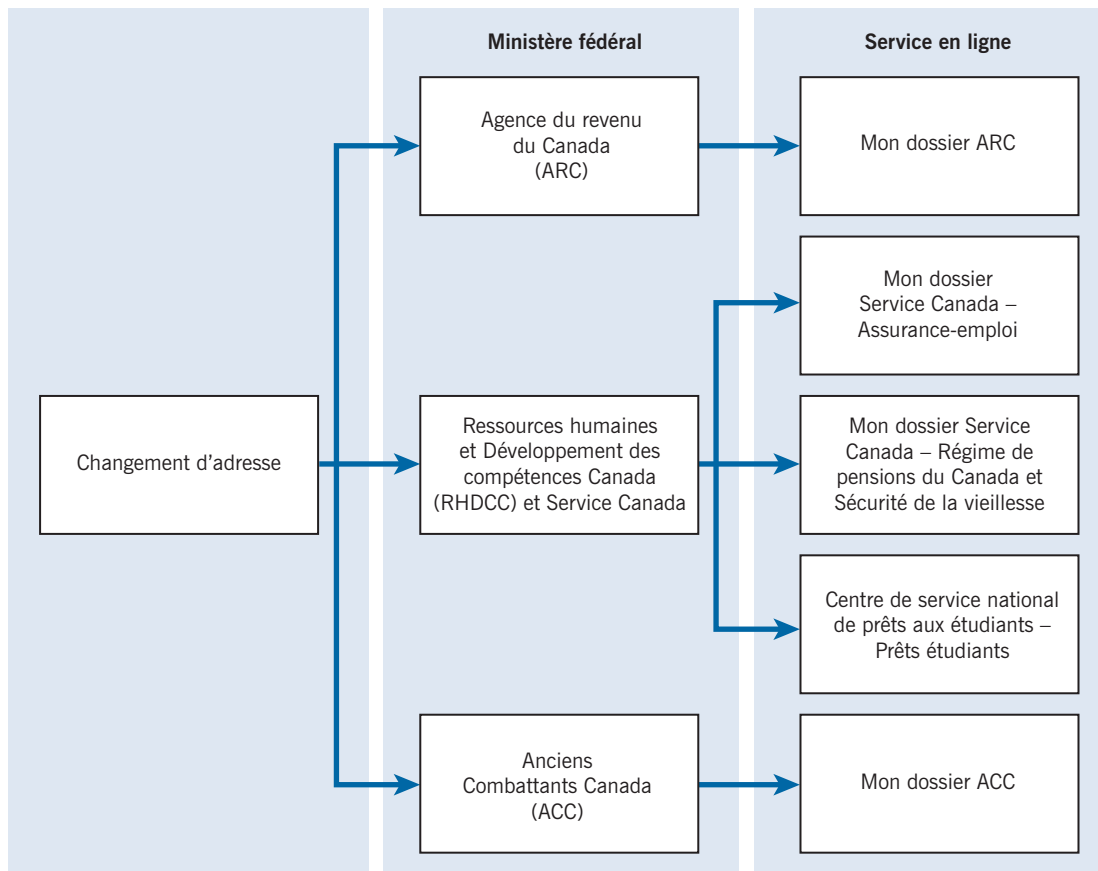 Ministère fédéral
Service en ligne
Agence du revenu
du Canada
(ARC)
Mon dossier ARC
Mon dossier
Service Canada –
Assurance-emploi
Changement d’adresse
Ressources humaines
et Développement des
compétences Canada
(RHDCC) et Service Canada
Mon dossier Service
Canada – Régime de
pensions du Canada et
Sécurité de la vieillesse
Centre de service national
de prêts aux étudiants –
Prêts étudiants
Anciens
Combattants Canada
(ACC)
Mon dossier ACC